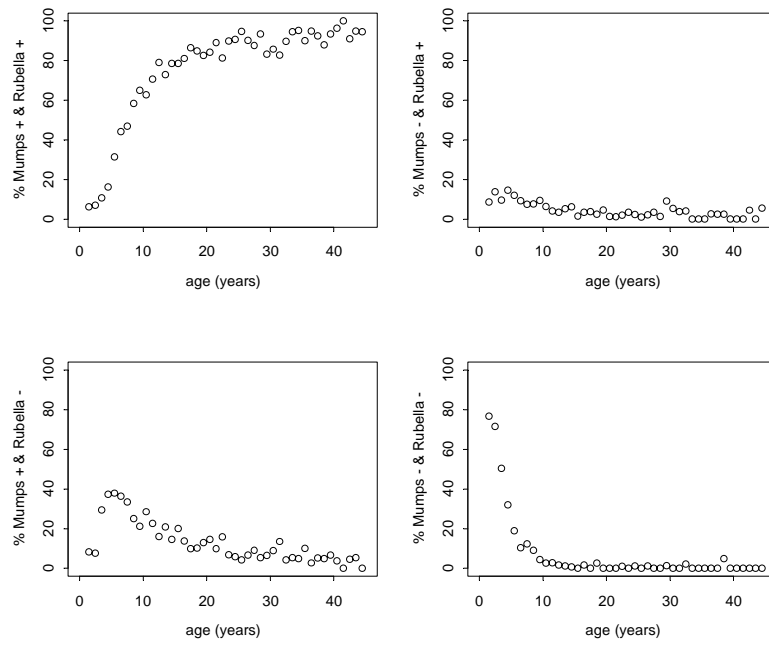 % Mumps + & Rubella +
0 20 40 60 80 100
0 10 20 30 40
age (years)
% Mumps - & Rubella +
0 20 40 60 80 100
0 10 20 30 40
age (years)
% Mumps + & Rubella -
0 20 40 60 80 100
0 10 20 30 40
age (years)
% Mumps - & Rubella -
0 20 40 60 80 100
0 10 20 30 40
age (years)